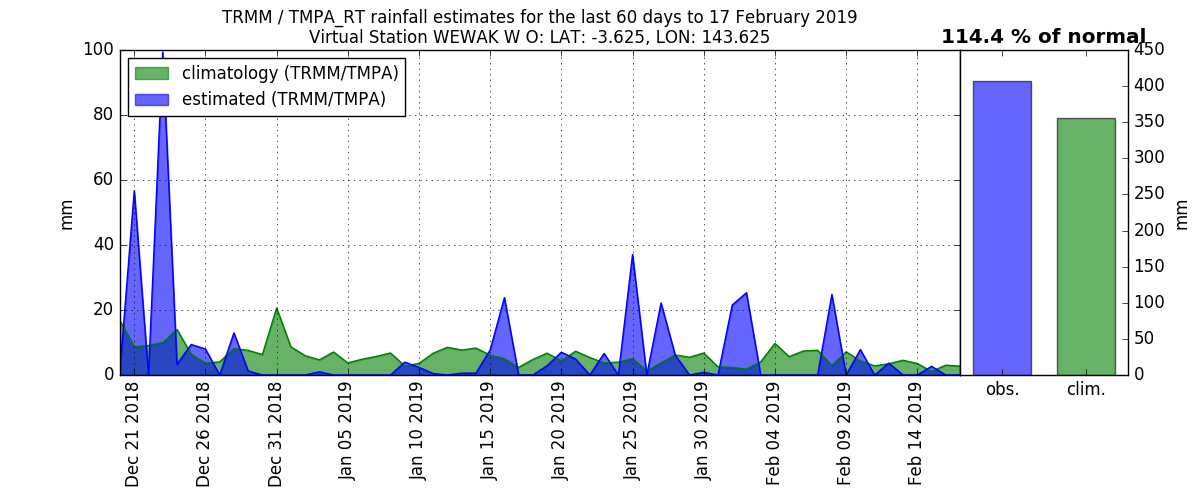 TRMM / TMPA_RT rainfall estimates for the last 60 days to 17 February 2019
Virtual Station WEWAK W O: LAT: -3.625, LON: 143.625
114.4 % of normal
climatology (TRMM/TMPA)
estimated (TRMM/TMPA)
mm
100
80
60
40
20
0
Dec 21 2018
Dec 26 2018
Dec 31 2018
Jan 05 2019
Jan 10 2019
Jan 15 2019
Jan 20 2019
Jan 25 2019
Jan 30 2019
Feb 04 2019
Feb 09 2019
Feb 14 2019
obs.
clim.
450
400
350
300
250
200
150
100
50
0
mm